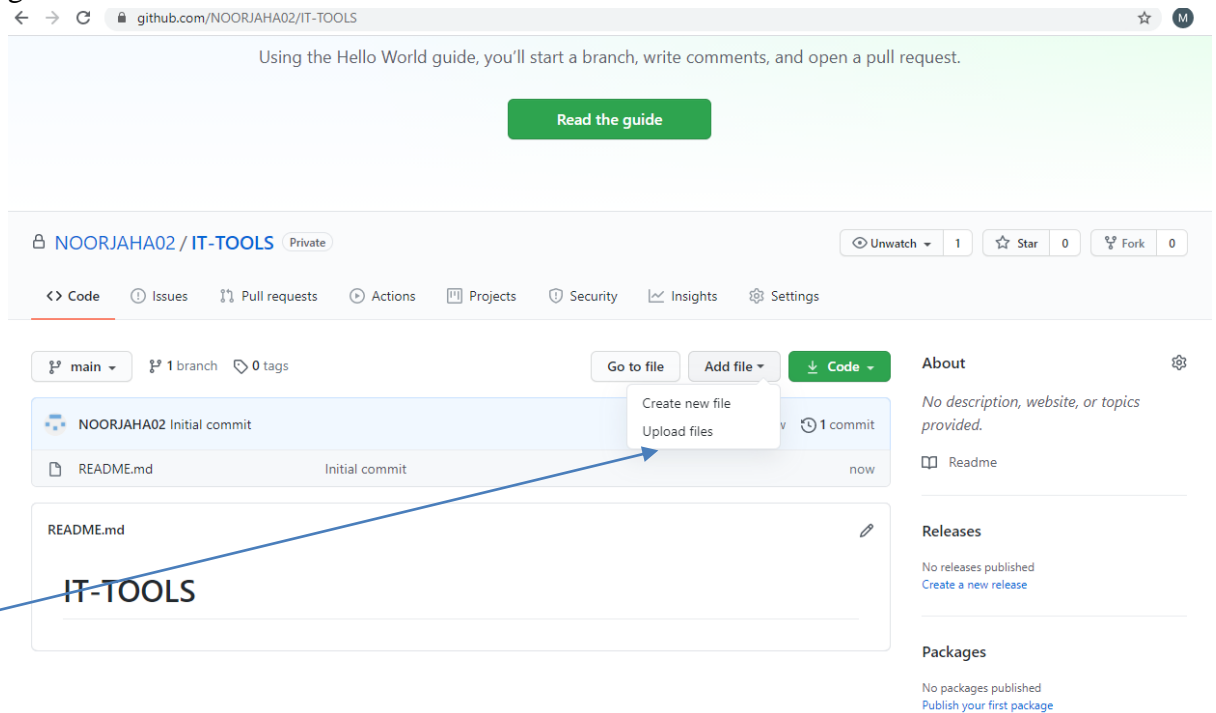 github.com/NOORJAHA02/IT-TOOLS
M
Using the Hello World guide, you'll start a branch, write comments, and open a pull request.
Read the guide
NOORJAHA02 / IT-TOOLS Private
Unwatch 1 Star 0 Fork 0
Code Issues Pull requests Actions Projects Security Insights Settings
main 1 branch 0 tags Go to file Add file Code
Create new file
Upload files
NOORJAHA02 Initial commit 1 commit
README.md Initial commit now
README.md
IT-TOOLS
About
No description, website, or topics
provided.
Readme
Releases
No releases published
Create a new release
Packages
No packages published
Publish your first package